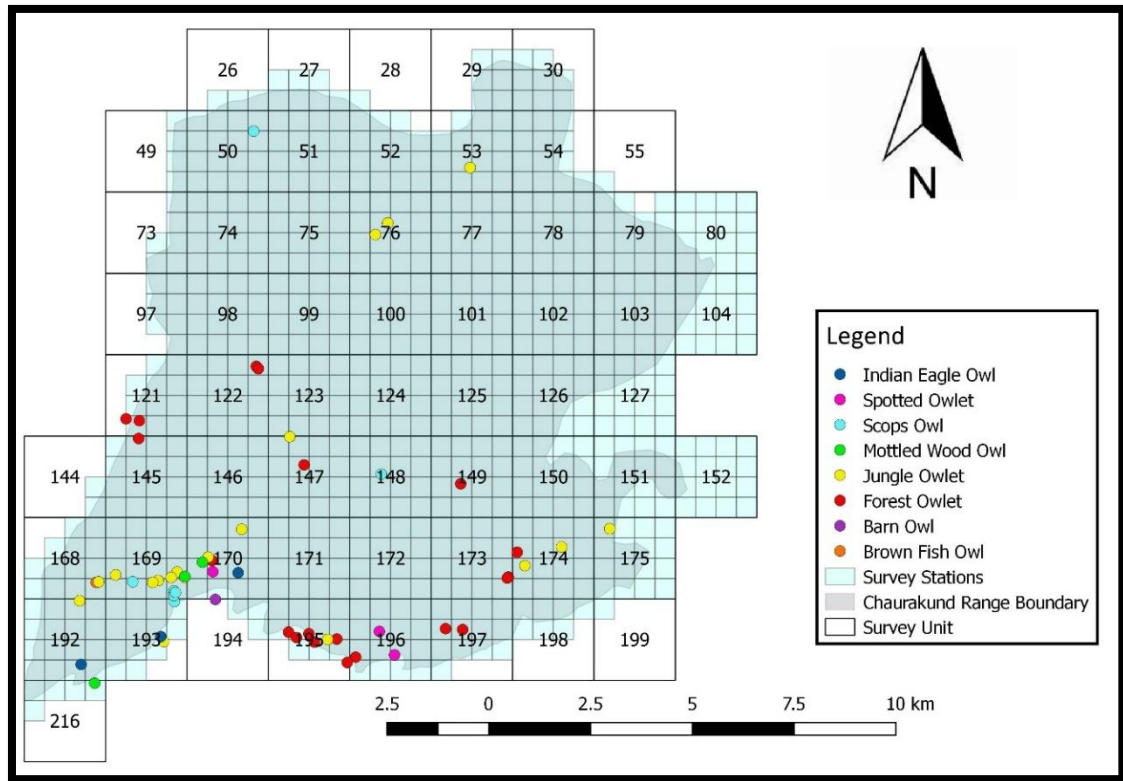 26 27 28 29 30
N
49 50 51 52 53 54 55
73 74 75 76 77 78 79 80
97 98 99 100 101 102 103 104
Legend
Indian Eagle Owl
Spotted Owlet
Scops Owl
Mottled Wood Owl
Jungle Owlet
Forest Owlet
Barn Owl
Brown Fish Owl
Survey Stations
Chaurakund Range Boundary
Survey Unit
121 122 123 124 125 126 127
144 145 146 147 148 149 150 151 152
168 169 170 171 172 173 174 175
192 193 194 195 196 197 198 199
216
2.5 0 2.5 5 7.5 10 km